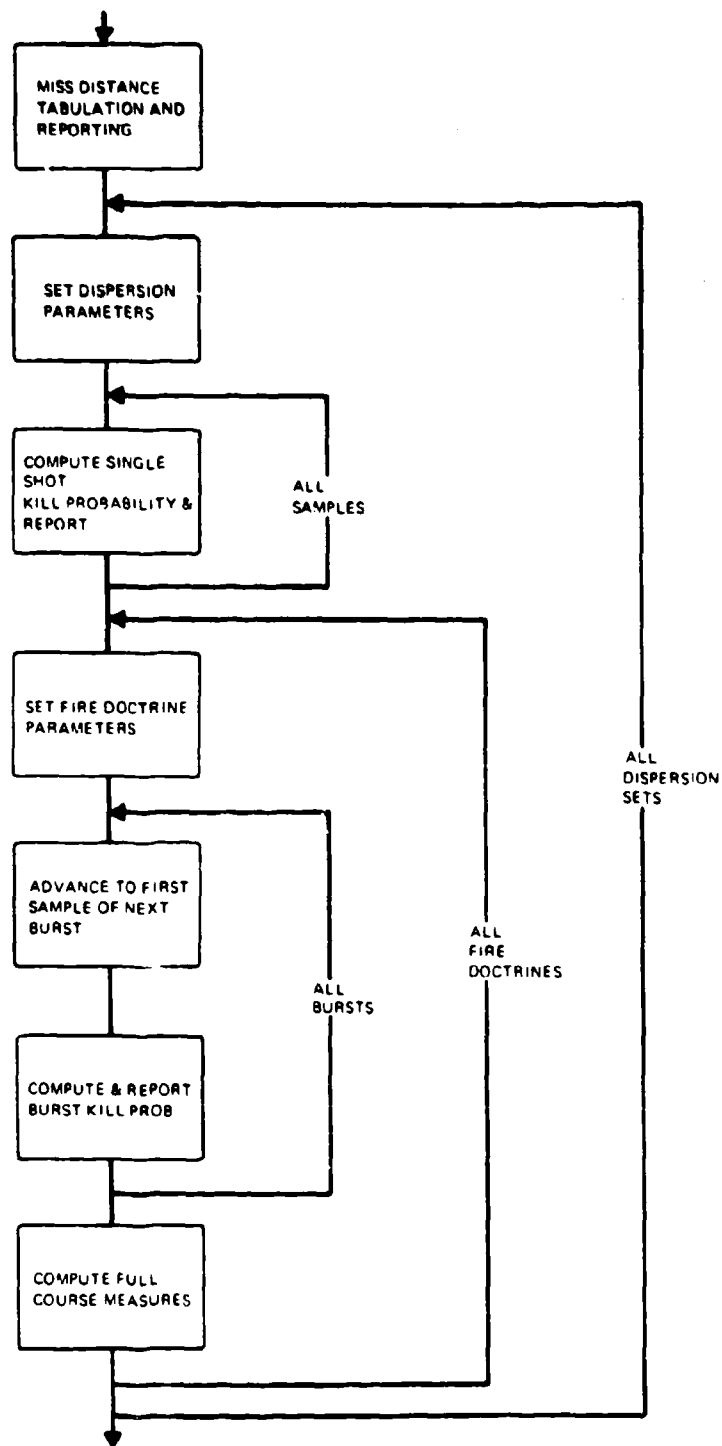 MISS DISTANCE
TABULATION AND
REPORTING
SET DISPERSION
PARAMETERS
COMPUTE SINGLE
SHOT
KILL PROBABILITY &
REPORT
ALL
SAMPLES
SET FIRE DOCTRINE
PARAMETERS
ALL
DISPERSION
SETS
ADVANCE TO FIRST
SAMPLE OF NEXT
BURST
ALL
FIRE
DOCTRINES
ALL
BURSTS
COMPUTE & REPORT
BURST KILL PROB
COMPUTE FULL
COURSE MEASURES